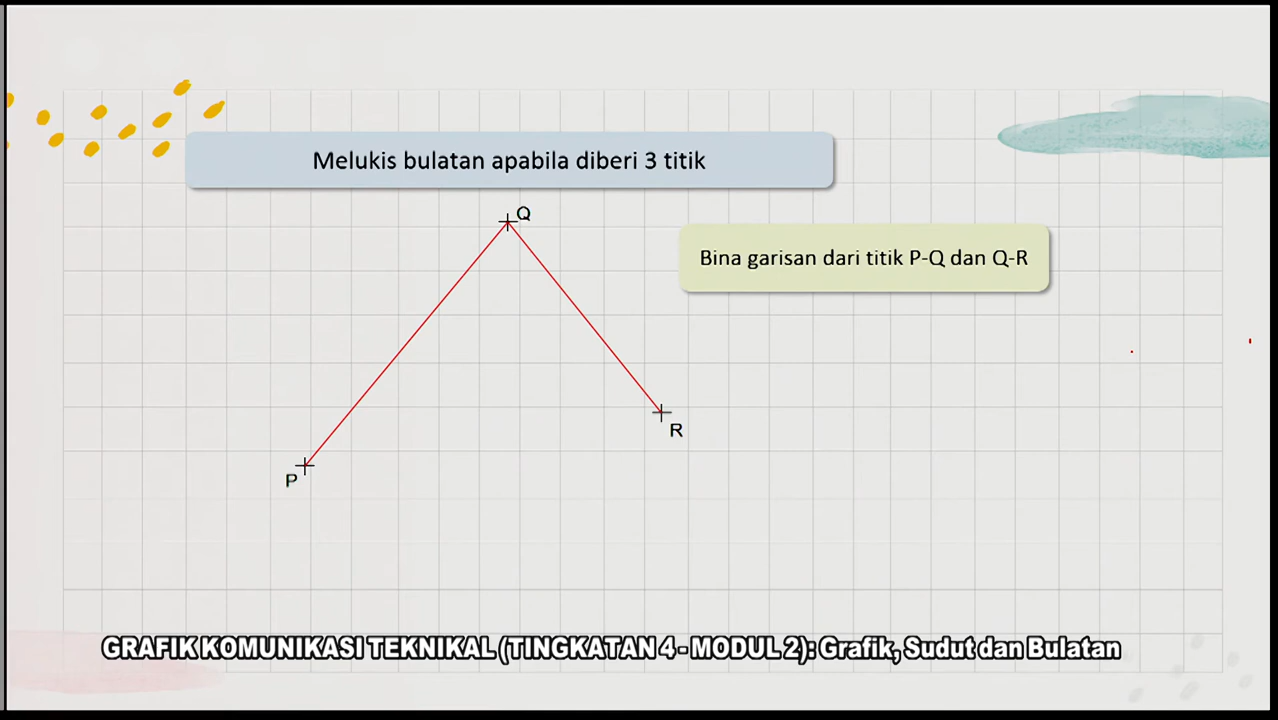 Melukis bulatan apabila diberi 3 titik
Q
Bina garisan dari titik P-Q dan Q-R
R
P
GRAFIK KOMUNIKASI TEKNIKAL (TINGKATAN 4 - MODUL 2): Grafik, Sudut dan Bulatan